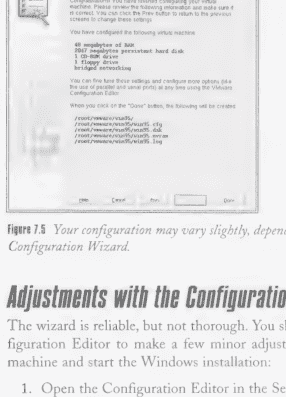 Congratulations! You have finished configuring your virtual
machine. Please review the following information and make sure it
is correct. You can click the Prev button to return to the previous
screens to change these settings.
You have configured the following virtual machine:
48 megabytes of RAM
2047 megabytes persistent hard disk
1 CD-ROM drive
1 floppy drive
bridged networking
You can fine tune these settings and configure more options (like
the use of parallel and serial ports) at any time using the VMware
Configuration Editor.
When you click on the "Done" button, the following will be created:
/root/vmware/win95/
/root/vmware/win95/win95.cfg
/root/vmware/win95/win95.dsk
/root/vmware/win95/win95.nvram
/root/vmware/win95/win95.log
Help Cancel Prev Done
Figure 7.5 Your configuration may vary slightly, depen
Configuration Wizard.
Adjustments with the Configuratio
The wizard is reliable, but not thorough. You sh
figuration Editor to make a few minor adjust
machine and start the Windows installation:
1. Open the Configuration Editor in the Se